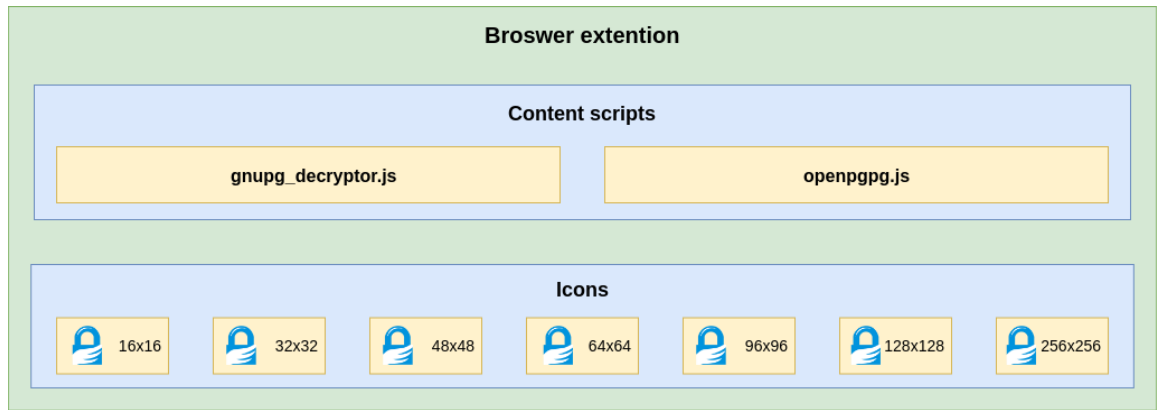 Broswer extention
Content scripts
gnupg_decryptor.js
openpgpg.js
Icons
16x16
32x32
48x48
64x64
96x96
128x128
256x256